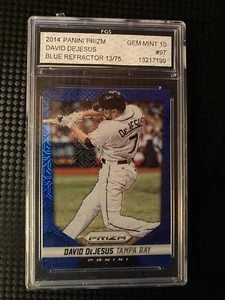 PGS
2014 PANINI PRIZM GEM MINT 10
DAVID DEJESUS #97
BLUE REFRACTOR 13/75 13217199
DEJESUS
7
PRIZM
DAVID DEJESUS TAMPA BAY
PANINI